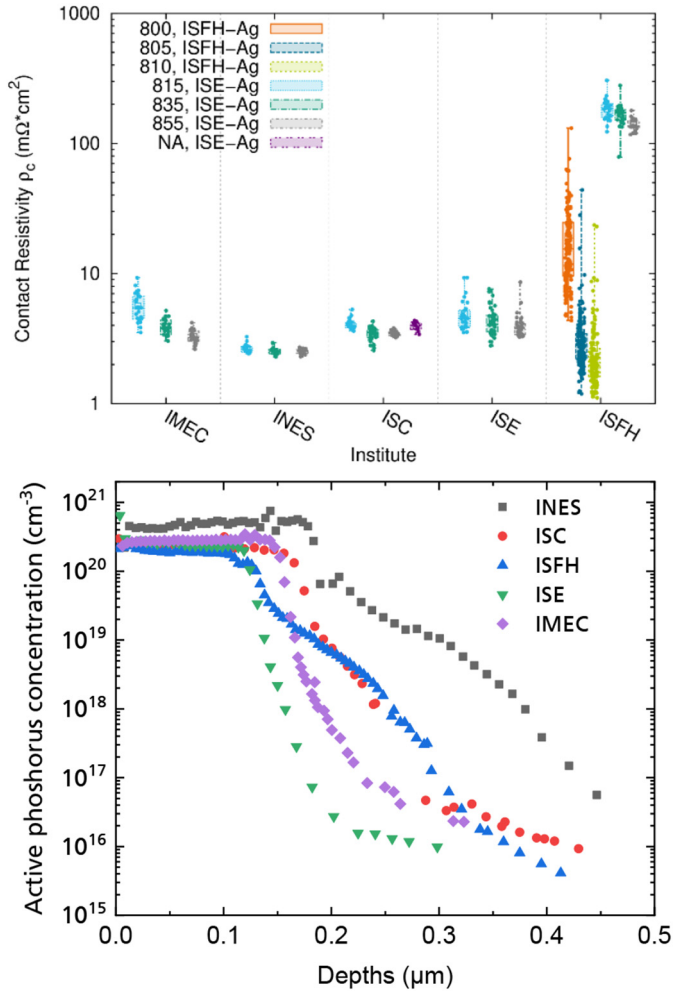 1000
100
10
1
Contact Resistivity ρc (mΩ*cm²)
800, ISFH-Ag
805, ISFH-Ag
810, ISFH-Ag
815, ISE-Ag
835, ISE-Ag
855, ISE-Ag
NA, ISE-Ag
IMEC
INES
ISC
ISE
ISFH
Institute
10²¹
10²⁰
10¹⁹
10¹⁸
10¹⁷
10¹⁶
10¹⁵
Active phoshorus concentration (cm⁻³)
INES
ISC
ISFH
ISE
IMEC
0.0
0.1
0.2
0.3
0.4
0.5
Depths (µm)